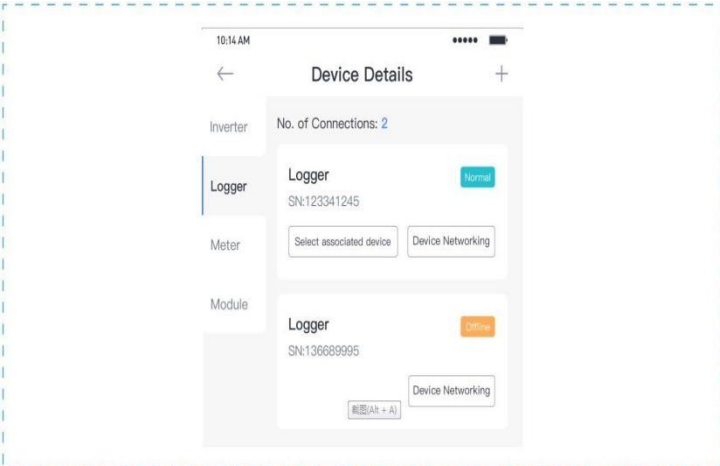 10:14 AM
Device Details
Inverter
No. of Connections: 2
Logger
Logger
Normal
SN:123341245
Select associated device
Device Networking
Meter
Module
Logger
Offline
SN:136689995
Device Networking
截图(Alt + A)